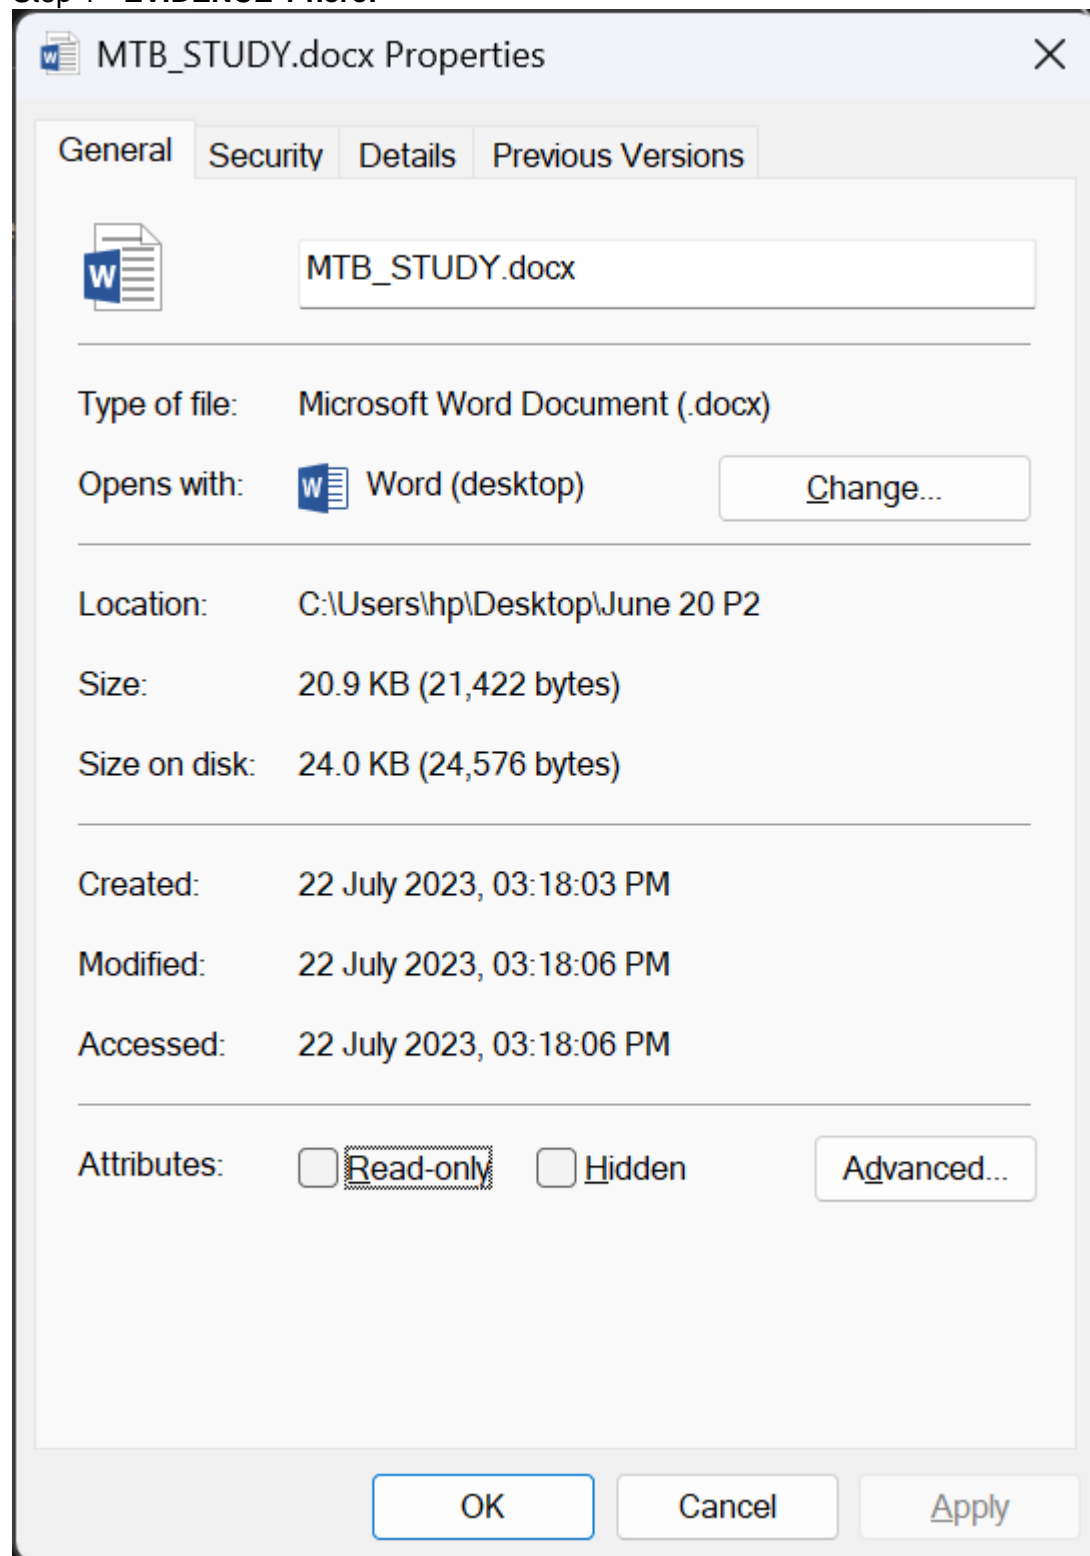 MTB_STUDY.docx Properties
General Security Details Previous Versions
MTB_STUDY.docx
Type of file: Microsoft Word Document (.docx)
Opens with: Word (desktop) Change...
Location: C:\Users\hp\Desktop\June 20 P2
Size: 20.9 KB (21,422 bytes)
Size on disk: 24.0 KB (24,576 bytes)
Created: 22 July 2023, 03:18:03 PM
Modified: 22 July 2023, 03:18:06 PM
Accessed: 22 July 2023, 03:18:06 PM
Attributes: Read-only Hidden Advanced...
OK Cancel Apply